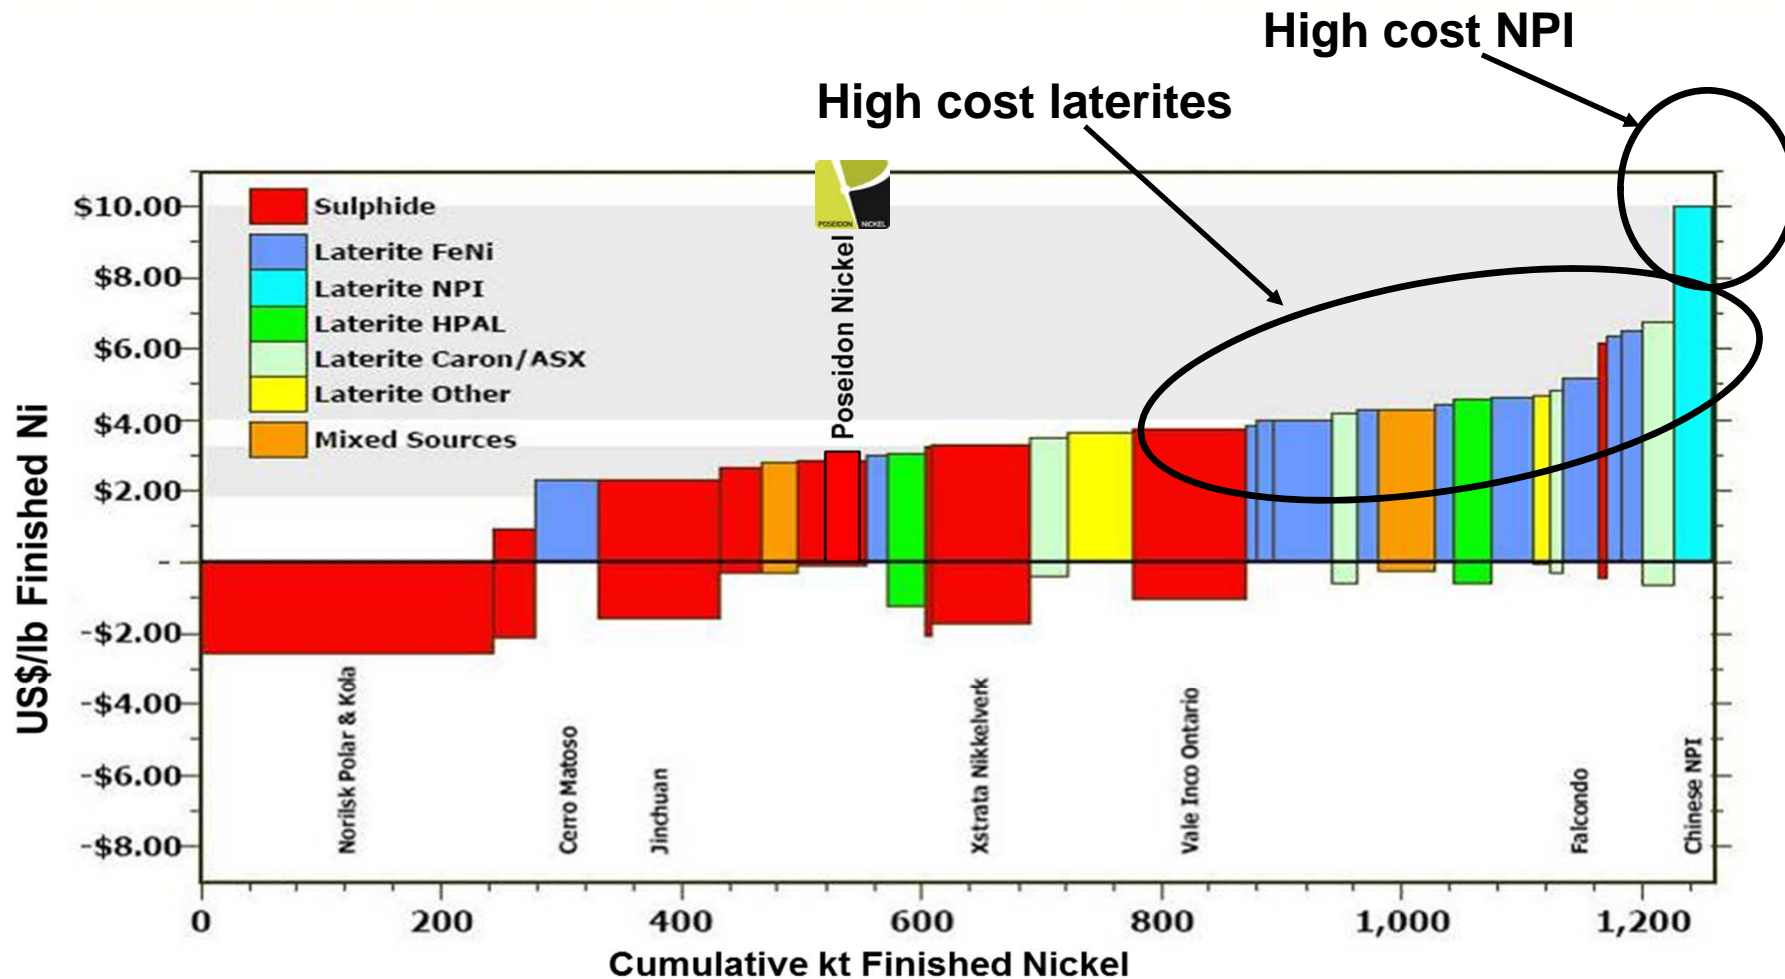 High cost NPI
High cost laterites
POSEIDON NICKEL
Poseidon Nickel
Sulphide
Laterite FeNi
Laterite NPI
Laterite HPAL
Laterite Caron/ASX
Laterite Other
Mixed Sources
US$/lb Finished Ni
$10.00
$8.00
$6.00
$4.00
$2.00
-
-$2.00
-$4.00
-$6.00
-$8.00
Norilsk Polar & Kola
Cerro Matoso
Jinchuan
Xstrata Nikkelverk
Vale Inco Ontario
Falcondo
Chinese NPI
0 200 400 600 800 1,000 1,200
Cumulative kt Finished Nickel